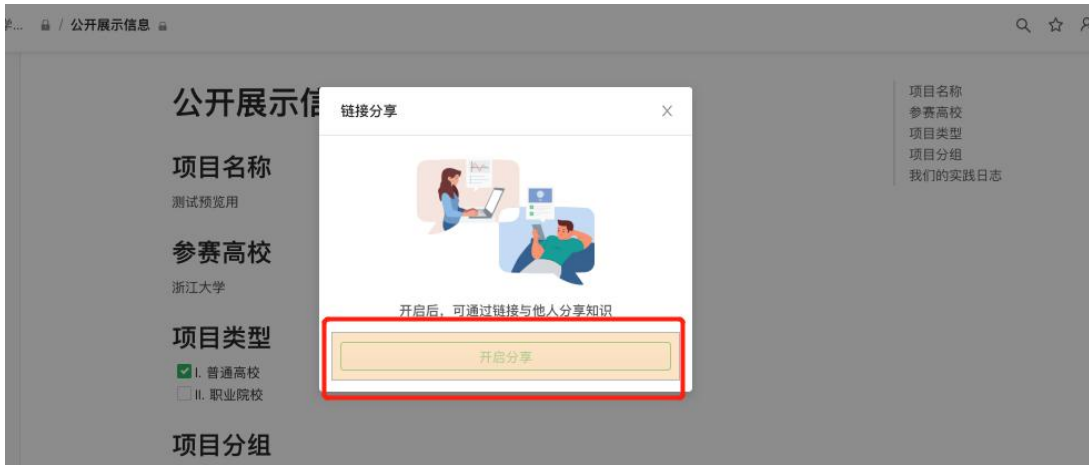 学... / 公开展示信息
公开展示信
链接分享
项目名称
参赛高校
项目类型
项目分组
我们的实践日志
项目名称
测试预览用
参赛高校
浙江大学
开启后，可通过链接与他人分享知识
项目类型
开启分享
I. 普通高校
II. 职业院校
项目分组